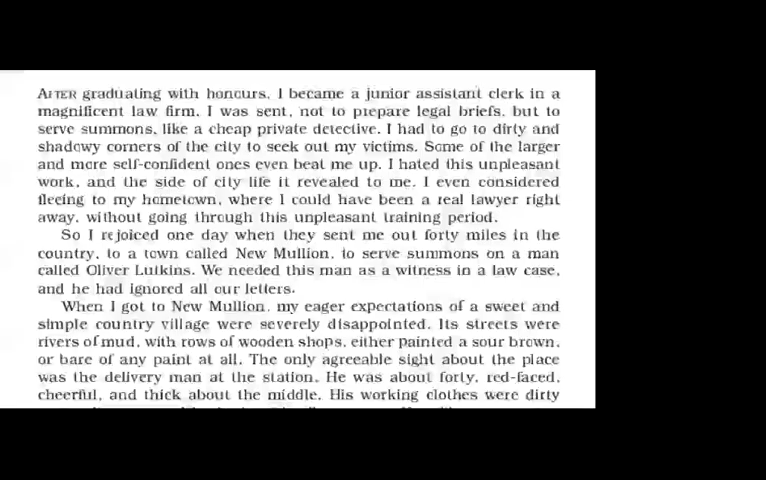 AFTER graduating with honours, I became a junior assistant clerk in a
magnificent law firm. I was sent, not to prepare legal briefs, but to
serve summons, like a cheap private detective. I had to go to dirty and
shadowy corners of the city to seek out my victims. Some of the larger
and more self-confident ones even beat me up. I hated this unpleasant
work, and the side of city life it revealed to me. I even considered
fleeing to my hometown, where I could have been a real lawyer right
away, without going through this unpleasant training period.
So I rejoiced one day when they sent me out forty miles in the
country, to a town called New Mullion, to serve summons on a man
called Oliver Lutkins. We needed this man as a witness in a law case,
and he had ignored all our letters.
When I got to New Mullion, my eager expectations of a sweet and
simple country village were severely disappointed. Its streets were
rivers of mud, with rows of wooden shops, either painted a sour brown,
or bare of any paint at all. The only agreeable sight about the place
was the delivery man at the station. He was about forty, red-faced,
cheerful, and thick about the middle. His working clothes were dirty